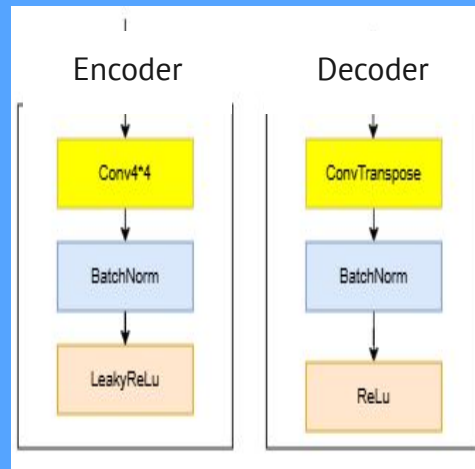 Encoder
Decoder
Conv4*4
ConvTranspose
BatchNorm
BatchNorm
LeakyReLu
ReLu